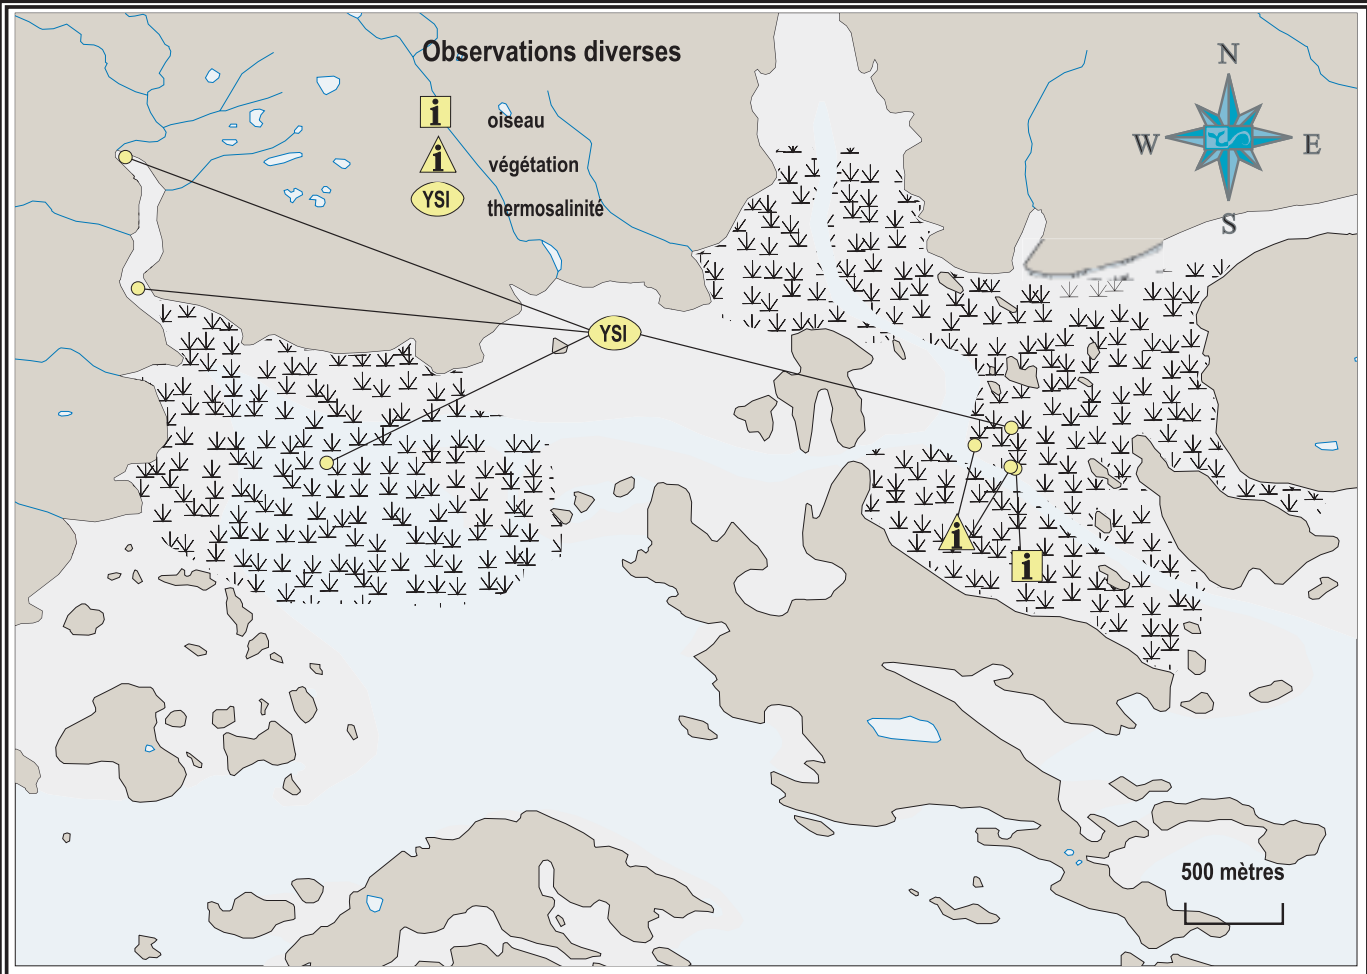 Observations diverses
i oiseau
i végétation
YSI thermosalinité
N
W E
S
YSI
i
i
500 mètres